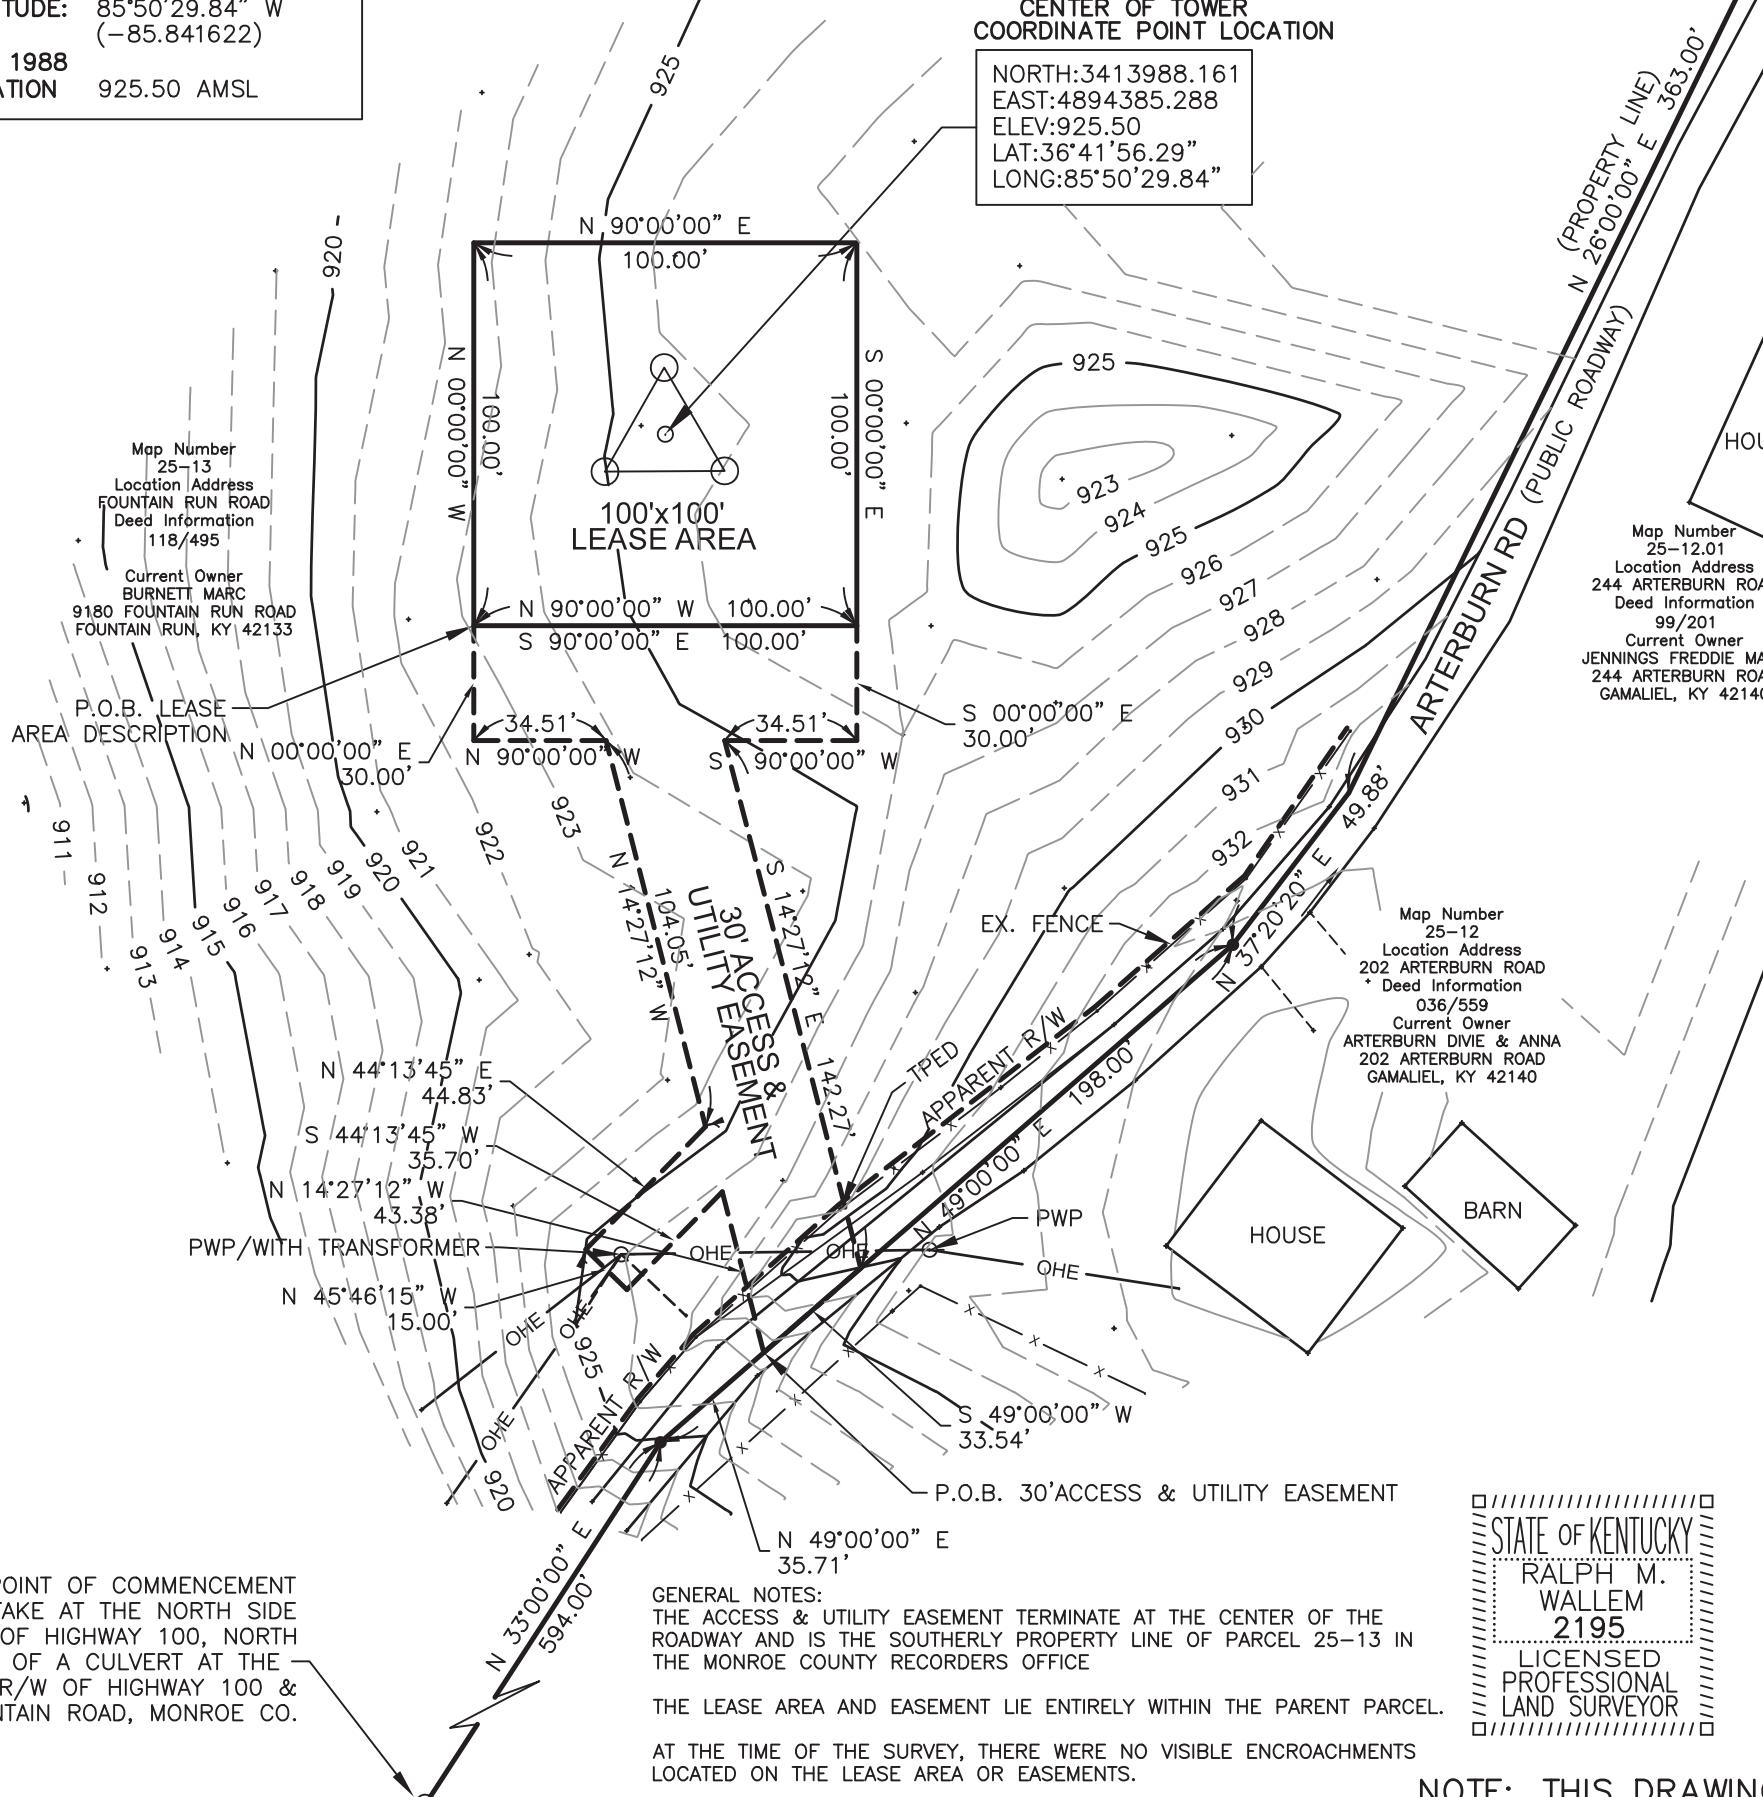 TUDE: 85°50'29.84" W
(-85.841622)
1988
ATION 925.50 AMSL
CENTER OF TOWER
COORDINATE POINT LOCATION
NORTH:3413988.161
EAST:4894385.288
ELEV:925.50
LAT:36°41'56.29"
LONG:85°50'29.84"
925
920
N 90°00'00" E
100.00'
N 00°00'00" W
100.00'
S 00°00'00" E
100.00'
100'x100'
LEASE AREA
N 90°00'00" W 100.00'
S 90°00'00" E 100.00'
Map Number
25-13
Location Address
FOUNTAIN RUN ROAD
Deed Information
118/495
Current Owner
BURNETT MARC
9180 FOUNTAIN RUN ROAD
FOUNTAIN RUN, KY 42133
P.O.B. LEASE
AREA DESCRIPTION
N 00°00'00" E
30.00'
34.51'
N 90°00'00" W
34.51'
S 90°00'00" W
S 00°00'00" E
30.00'
925
923
924
925
926
927
928
929
930
931
932
(PROPERTY LINE)
N 26°00'00" E 363.00'
ARTERBURN RD (PUBLIC ROADWAY)
HOU
Map Number
25-12.01
Location Address
244 ARTERBURN ROA
Deed Information
99/201
Current Owner
JENNINGS FREDDIE MA
244 ARTERBURN ROA
GAMALIEL, KY 42140
911
912
913
914
915
916
917
918
919
920
921
922
923
N 14°27'12" W
104.05'
30' ACCESS &
UTILITY EASEMENT
S 14°27'12" E
142.27'
EX. FENCE
N 37°20'20" E
49.88'
Map Number
25-12
Location Address
202 ARTERBURN ROAD
Deed Information
036/559
Current Owner
ARTERBURN DIVIE & ANNA
202 ARTERBURN ROAD
GAMALIEL, KY 42140
N 44°13'45" E
44.83'
S 44°13'45" W
35.70'
N 14°27'12" W
43.38'
PWP/WITH TRANSFORMER
N 45°46'15" W
15.00'
TPED
APPARENT R/W
N 49°00'00" E
198.00'
OHE
OHE
PWP
OHE
HOUSE
BARN
OHE
OHE
OHE
925
920
APPARENT R/W
S 49°00'00" W
33.54'
P.O.B. 30'ACCESS & UTILITY EASEMENT
N 49°00'00" E
35.71'
N 33°00'00" E
594.00'
POINT OF COMMENCEMENT
TAKE AT THE NORTH SIDE
OF HIGHWAY 100, NORTH
OF A CULVERT AT THE
R/W OF HIGHWAY 100 &
NTAIN ROAD, MONROE CO.
GENERAL NOTES:
THE ACCESS & UTILITY EASEMENT TERMINATE AT THE CENTER OF THE
ROADWAY AND IS THE SOUTHERLY PROPERTY LINE OF PARCEL 25-13 IN
THE MONROE COUNTY RECORDERS OFFICE
THE LEASE AREA AND EASEMENT LIE ENTIRELY WITHIN THE PARENT PARCEL.
AT THE TIME OF THE SURVEY, THERE WERE NO VISIBLE ENCROACHMENTS
LOCATED ON THE LEASE AREA OR EASEMENTS.
STATE OF KENTUCKY
RALPH M.
WALLEM
2195
LICENSED
PROFESSIONAL
LAND SURVEYOR
NOTE: THIS DRAWING